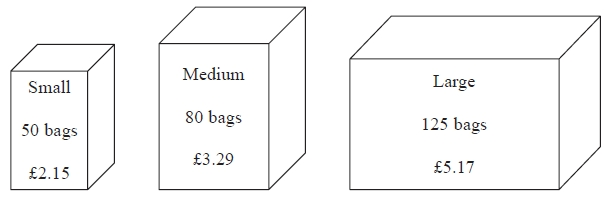 Small
50 bags
£2.15
Medium
80 bags
£3.29
Large
125 bags
£5.17